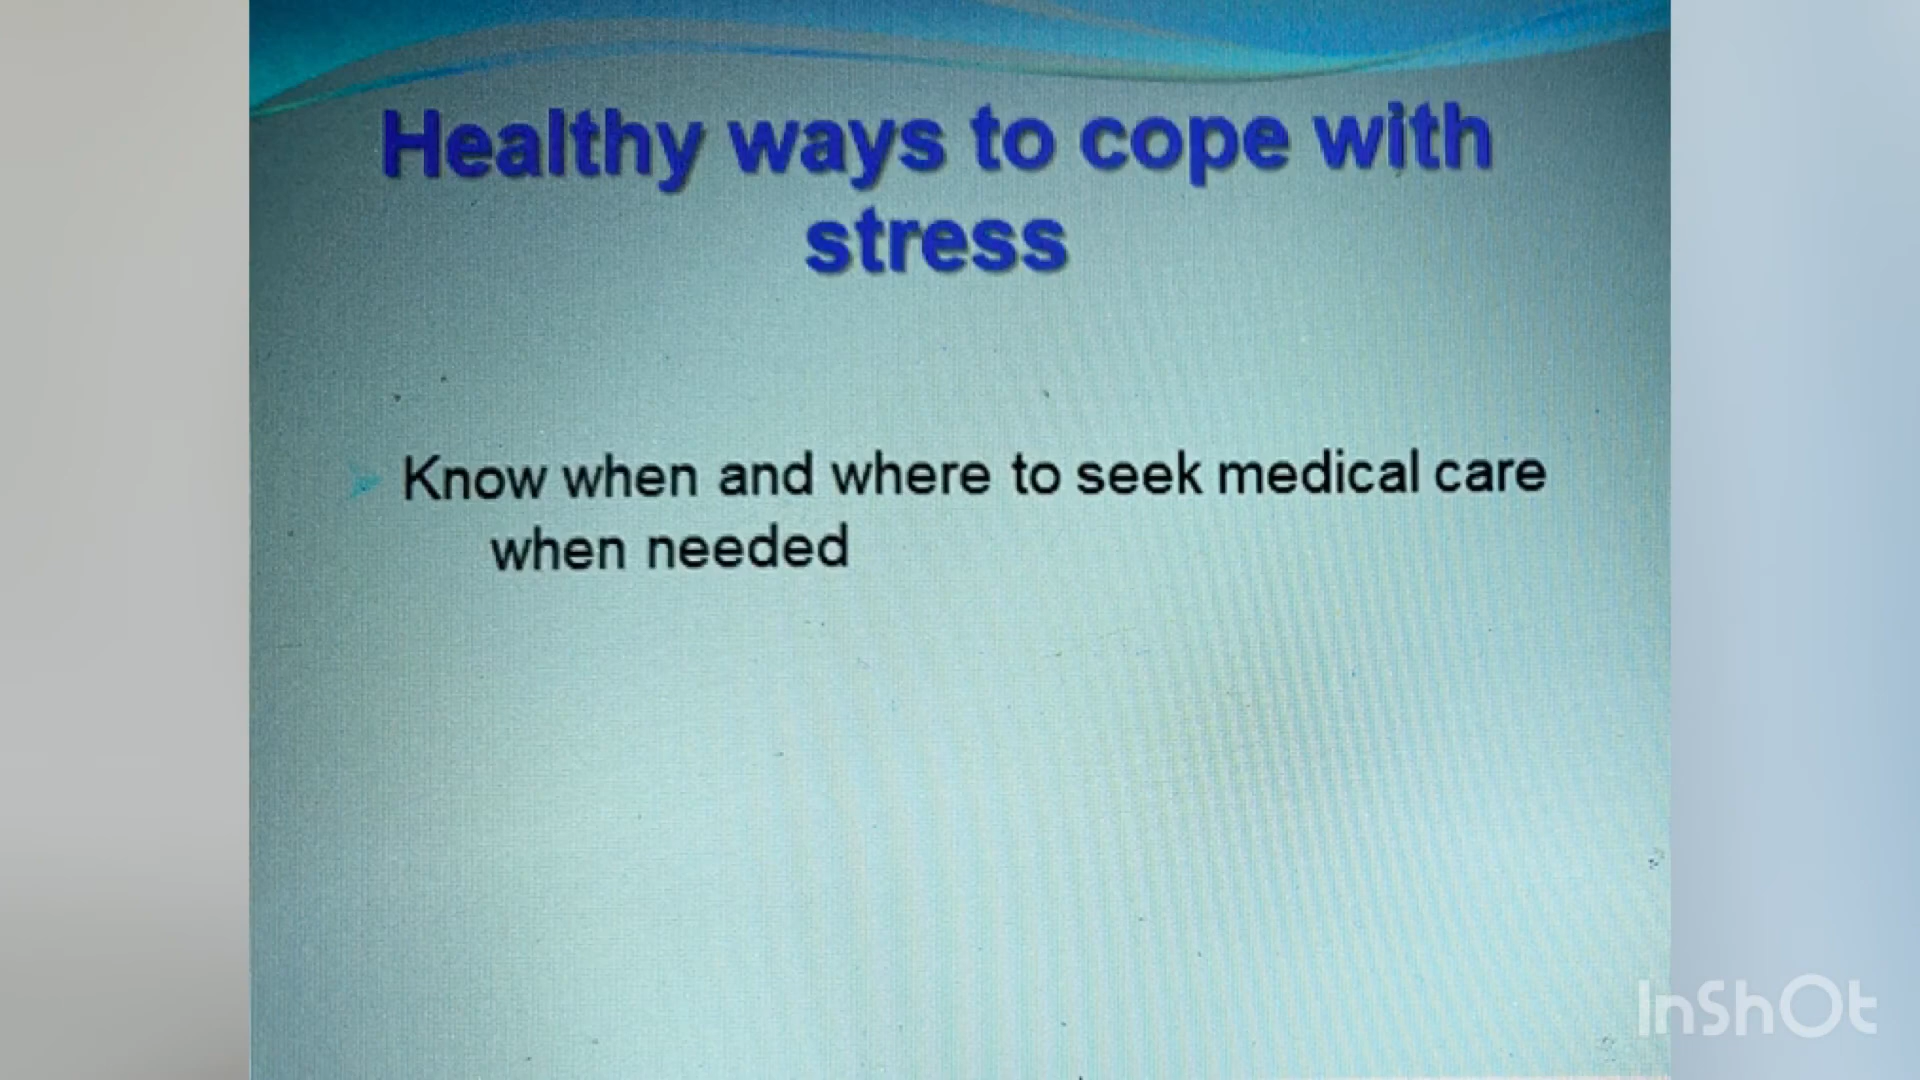 Healthy ways to cope with
stress
Know when and where to seek medical care
when needed
InShOt